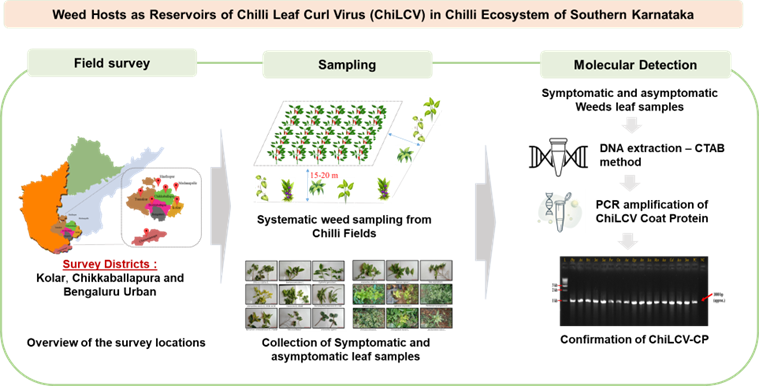 Weed Hosts as Reservoirs of Chilli Leaf Curl Virus (ChiLCV) in Chilli Ecosystem of Southern Karnataka
Field survey
Survey Districts :
Kolar, Chikkaballapura and
Bengaluru Urban
Overview of the survey locations
Sampling
15-20 m
Systematic weed sampling from
Chilli Fields
Collection of Symptomatic and
asymptomatic leaf samples
Molecular Detection
Symptomatic and asymptomatic
Weeds leaf samples
DNA extraction – CTAB
method
PCR amplification of
ChiLCV Coat Protein
Confirmation of ChiLCV-CP